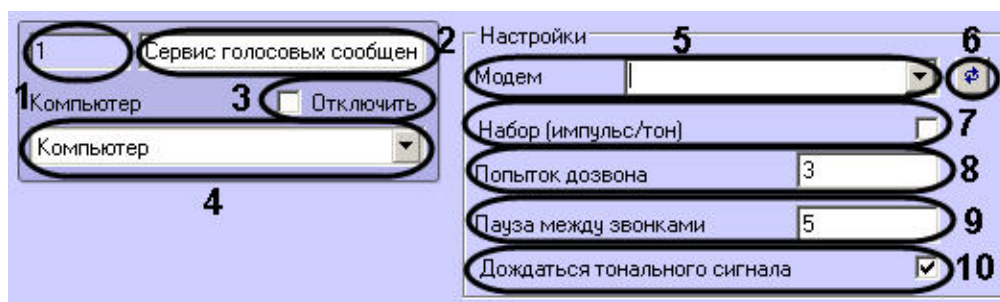 1 Сервис голосовых сообщен 2
1 Компьютер 3 Отключить
Компьютер
4
Настройки 5 6
Модем
Набор (импульс/тон) 7
Попыток дозвона 3 8
Пауза между звонками 5 9
Дождаться тонального сигнала 10